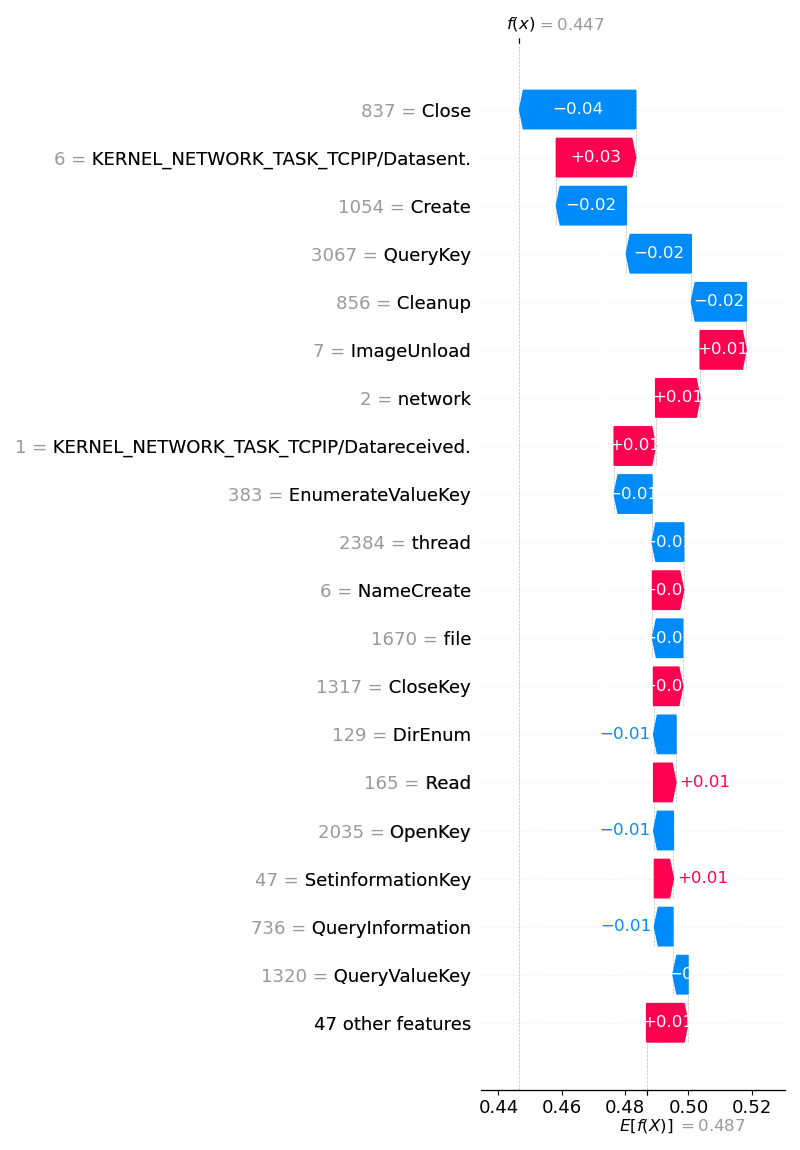 f(x) = 0.447
837 = Close −0.04
6 = KERNEL_NETWORK_TASK_TCPIP/Datasent. +0.03
1054 = Create −0.02
3067 = QueryKey −0.02
856 = Cleanup −0.02
7 = ImageUnload +0.01
2 = network +0.01
1 = KERNEL_NETWORK_TASK_TCPIP/Datareceived. +0.01
383 = EnumerateValueKey −0.01
2384 = thread
6 = NameCreate
1670 = file
1317 = CloseKey
129 = DirEnum −0.01
165 = Read +0.01
2035 = OpenKey −0.01
47 = SetinformationKey +0.01
736 = QueryInformation −0.01
1320 = QueryValueKey
47 other features +0.01
0.44 0.46 0.48 0.50 0.52
E[f(X)] = 0.487